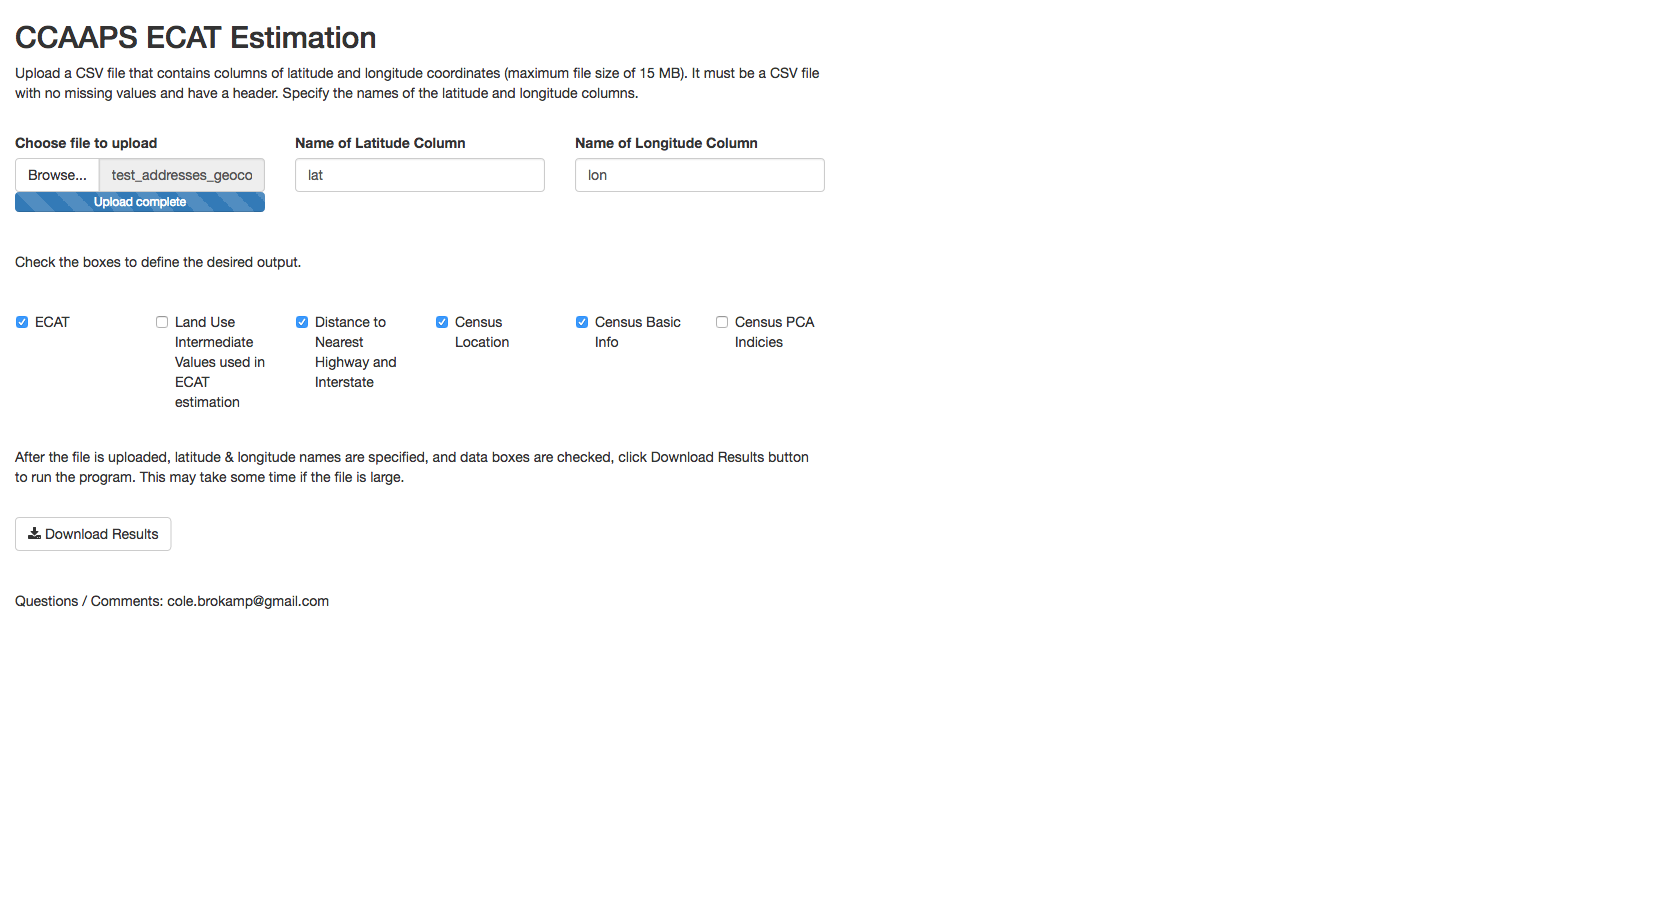 CCAAPS ECAT Estimation
Upload a CSV file that contains columns of latitude and longitude coordinates (maximum file size of 15 MB). It must be a CSV file
with no missing values and have a header. Specify the names of the latitude and longitude columns.
Choose file to upload
Name of Latitude Column
Name of Longitude Column
Browse...
test_addresses_geoco
lat
lon
Upload complete
Check the boxes to define the desired output.
ECAT
Land Use
Intermediate
Values used in
ECAT
estimation
Distance to
Nearest
Highway and
Interstate
Census
Location
Census Basic
Info
Census PCA
Indicies
After the file is uploaded, latitude & longitude names are specified, and data boxes are checked, click Download Results button
to run the program. This may take some time if the file is large.
Download Results
Questions / Comments: cole.brokamp@gmail.com